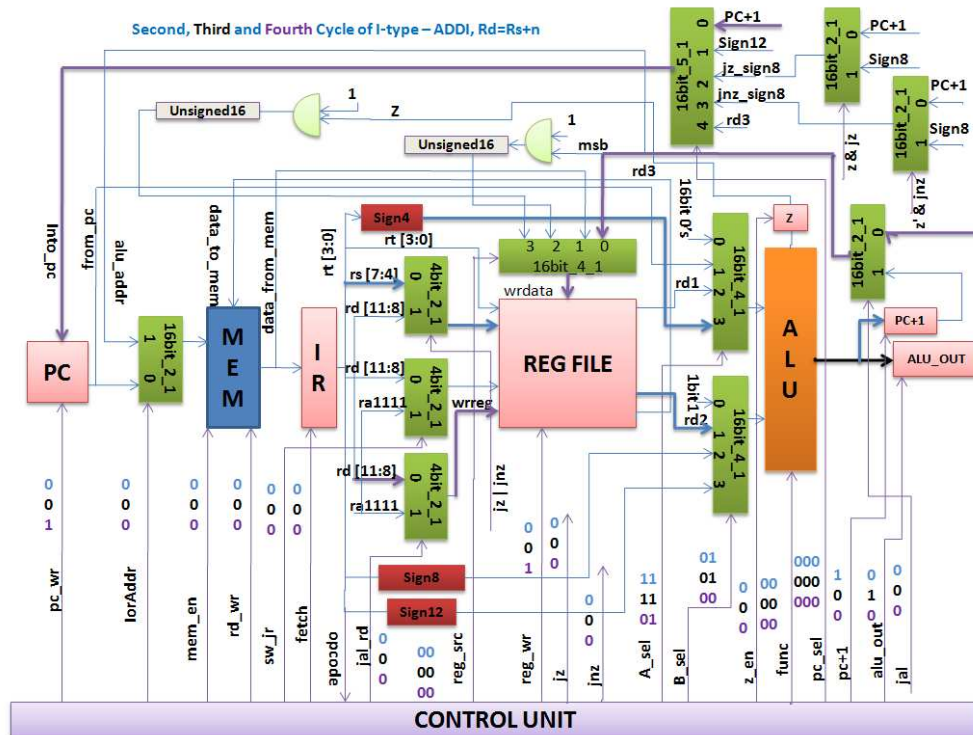 Second, Third and Fourth Cycle of I-type – ADDI, Rd=Rs+n
PC+1
Sign12
jz_sign8
jnz_sign8
rd3
0
1
2
3
4
16bit_5_1
PC+1
Sign8
0
1
16bit_2_1
PC+1
Sign8
0
1
16bit_2_1
z & jz
z' & jnz
Unsigned16
1
Z
Unsigned16
1
msb
rd3
Into_pc
from_pc
alu_addr
data_to_mem
data_from_mem
rt [3:0]
Sign4
rt [3:0]
rs [7:4]
rd [11:8]
0
1
4bit_2_1
rd [11:8]
ra1111
0
1
4bit_2_1
rd [11:8]
ra1111
0
1
4bit_2_1
3 2 1 0
16bit_4_1
wrdata
wrreg
REG FILE
rd1
rd2
16bit 0's
0
1
2
3
16bit_4_1
1bit1
0
1
2
3
16bit_4_1
Z
ALU
0
1
16bit_2_1
PC+1
ALU_OUT
PC
1
0
16bit_2_1
MEM
IR
jz | jnz
Sign8
Sign12
0
0
1
pc_wr
0
0
0
IorAddr
0
0
0
mem_en
0
0
0
rd_wr
0
0
0
sw_jr
0
0
0
fetch
opcode
jal_rd
0
0
0
00
00
00
reg_src
0
0
1
reg_wr
0
0
0
jz
0
0
0
jnz
11
11
01
A_sel
01
01
00
B_sel
0
0
0
z_en
00
00
00
func
000
000
000
pc_sel
1
0
0
pc+1
0
1
0
alu_out
0
0
0
jal
CONTROL UNIT